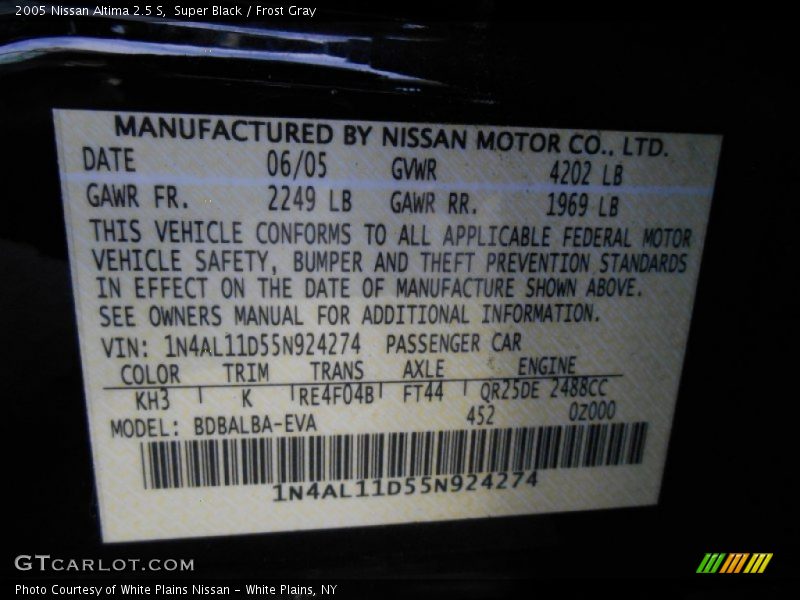 2005 Nissan Altima 2.5 S, Super Black / Frost Gray
MANUFACTURED BY NISSAN MOTOR CO., LTD.
DATE 06/05 GVWR 4202 LB
GAWR FR. 2249 LB GAWR RR. 1969 LB
THIS VEHICLE CONFORMS TO ALL APPLICABLE FEDERAL MOTOR
VEHICLE SAFETY, BUMPER AND THEFT PREVENTION STANDARDS
IN EFFECT ON THE DATE OF MANUFACTURE SHOWN ABOVE.
SEE OWNERS MANUAL FOR ADDITIONAL INFORMATION.
VIN: 1N4AL11D55N924274 PASSENGER CAR
COLOR TRIM TRANS AXLE ENGINE
KH3 K RE4F04B FT44 QR25DE 2488CC
MODEL: BDBALBA-EVA 452 0Z000
1N4AL11D55N924274
GTCARLOT.COM
Photo Courtesy of White Plains Nissan - White Plains, NY